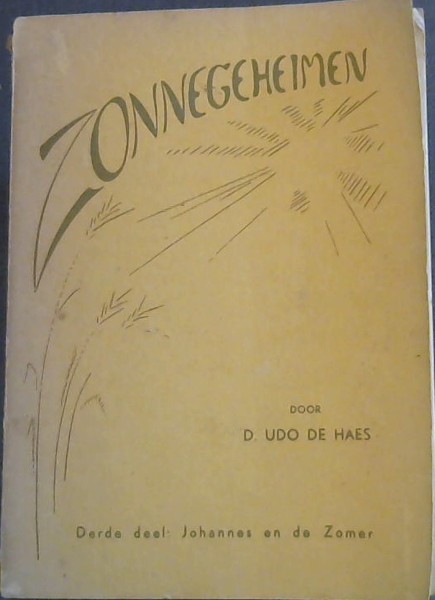 ZONNEGEHEIMEN
DOOR
D. UDO DE HAES
Derde deel: Johannes en de Zomer